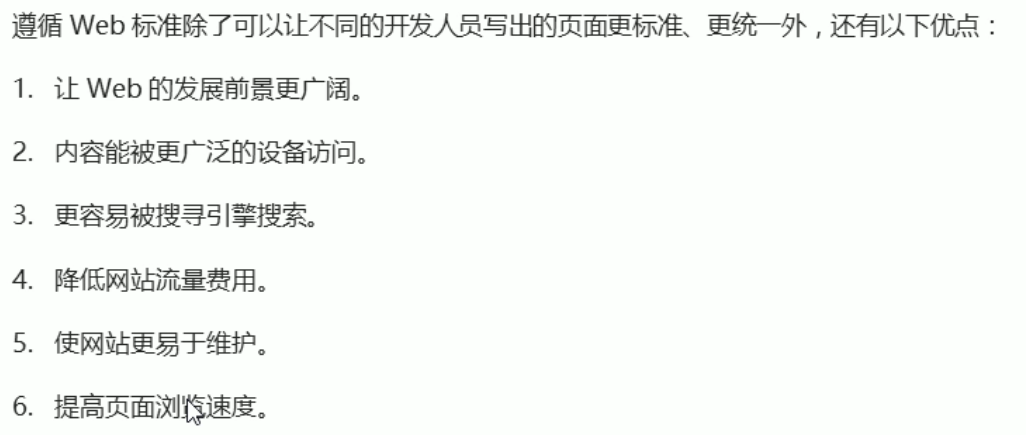 遵循 Web 标准除了可以让不同的开发人员写出的页面更标准、更统一外，还有以下优点：
1. 让 Web 的发展前景更广阔。
2. 内容能被更广泛的设备访问。
3. 更容易被搜寻引擎搜索。
4. 降低网站流量费用。
5. 使网站更易于维护。
6. 提高页面浏览速度。